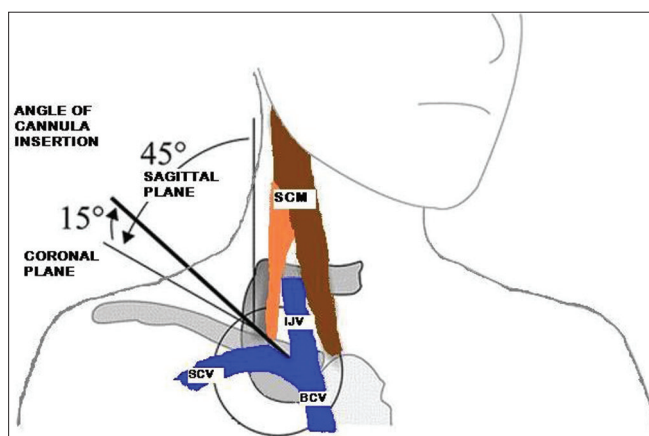 ANGLE OF
CANNULA
INSERTION
45°
SAGITTAL
PLANE
15°
CORONAL
PLANE
SCM
IJV
SCV
BCV